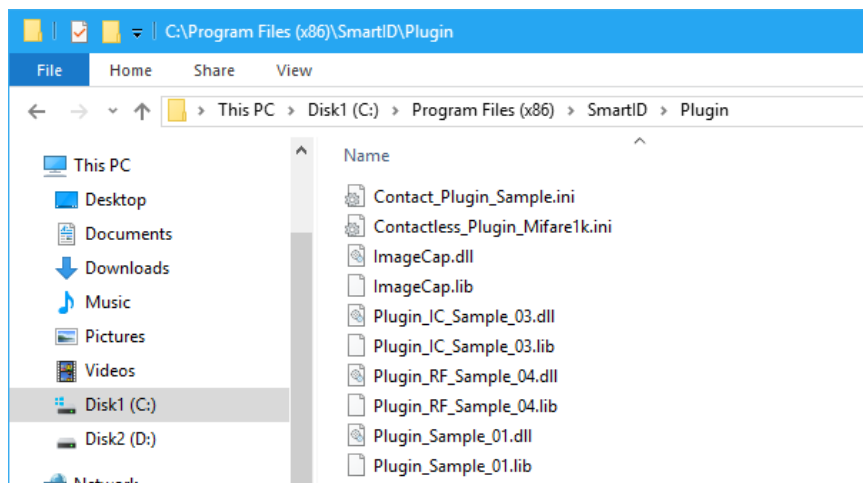 C:\Program Files (x86)\SmartID\Plugin
File Home Share View
This PC Disk1 (C:) Program Files (x86) SmartID Plugin
This PC
Desktop
Documents
Downloads
Music
Pictures
Videos
Disk1 (C:)
Disk2 (D:)
Network
Name
Contact_Plugin_Sample.ini
Contactless_Plugin_Mifare1k.ini
ImageCap.dll
ImageCap.lib
Plugin_IC_Sample_03.dll
Plugin_IC_Sample_03.lib
Plugin_RF_Sample_04.dll
Plugin_RF_Sample_04.lib
Plugin_Sample_01.dll
Plugin_Sample_01.lib